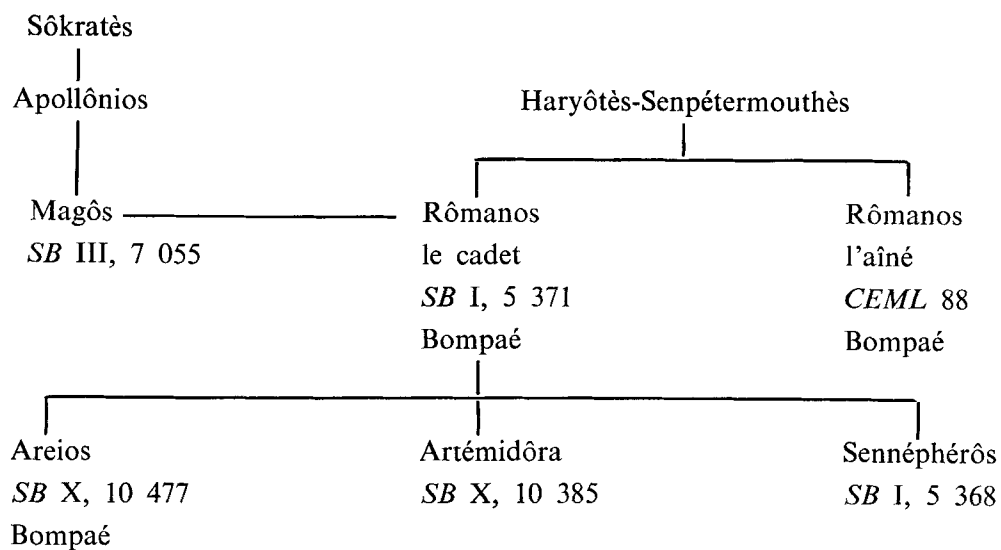 Sôkratès
Apollônios
Haryôtès-Senpétermouthès
Magôs
SB III, 7 055
Rômanos
le cadet
SB I, 5 371
Bompaé
Rômanos
l'aîné
CEML 88
Bompaé
Areios
SB X, 10 477
Bompaé
Artémidôra
SB X, 10 385
Sennéphérôs
SB I, 5 368